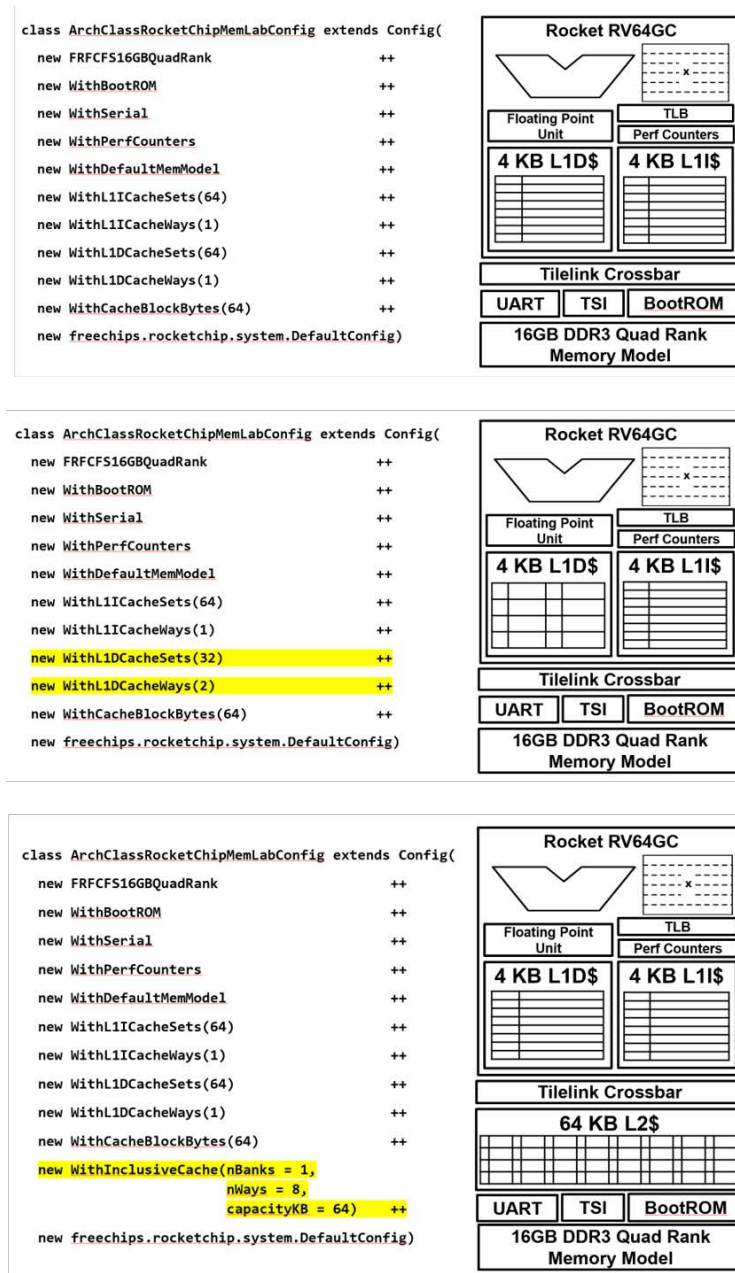 class ArchClassRocketChipMemLabConfig extends Config(
new FRFCFS16GBQuadRank ++
new WithBootROM ++
new WithSerial ++
new WithPerfCounters ++
new WithDefaultMemModel ++
new WithL1ICacheSets(64) ++
new WithL1ICacheWays(1) ++
new WithL1DCacheSets(64) ++
new WithL1DCacheWays(1) ++
new WithCacheBlockBytes(64) ++
new freechips.rocketchip.system.DefaultConfig)
Rocket RV64GC
x
Floating Point
Unit
TLB
Perf Counters
4 KB L1D$
4 KB L1I$
Tilelink Crossbar
UART
TSI
BootROM
16GB DDR3 Quad Rank
Memory Model
class ArchClassRocketChipMemLabConfig extends Config(
new FRFCFS16GBQuadRank ++
new WithBootROM ++
new WithSerial ++
new WithPerfCounters ++
new WithDefaultMemModel ++
new WithL1ICacheSets(64) ++
new WithL1ICacheWays(1) ++
new WithL1DCacheSets(32) ++
new WithL1DCacheWays(2) ++
new WithCacheBlockBytes(64) ++
new freechips.rocketchip.system.DefaultConfig)
Rocket RV64GC
x
Floating Point
Unit
TLB
Perf Counters
4 KB L1D$
4 KB L1I$
Tilelink Crossbar
UART
TSI
BootROM
16GB DDR3 Quad Rank
Memory Model
class ArchClassRocketChipMemLabConfig extends Config(
new FRFCFS16GBQuadRank ++
new WithBootROM ++
new WithSerial ++
new WithPerfCounters ++
new WithDefaultMemModel ++
new WithL1ICacheSets(64) ++
new WithL1ICacheWays(1) ++
new WithL1DCacheSets(64) ++
new WithL1DCacheWays(1) ++
new WithCacheBlockBytes(64) ++
new WithInclusiveCache(nBanks = 1,
nWays = 8,
capacityKB = 64) ++
new freechips.rocketchip.system.DefaultConfig)
Rocket RV64GC
x
Floating Point
Unit
TLB
Perf Counters
4 KB L1D$
4 KB L1I$
Tilelink Crossbar
64 KB L2$
UART
TSI
BootROM
16GB DDR3 Quad Rank
Memory Model